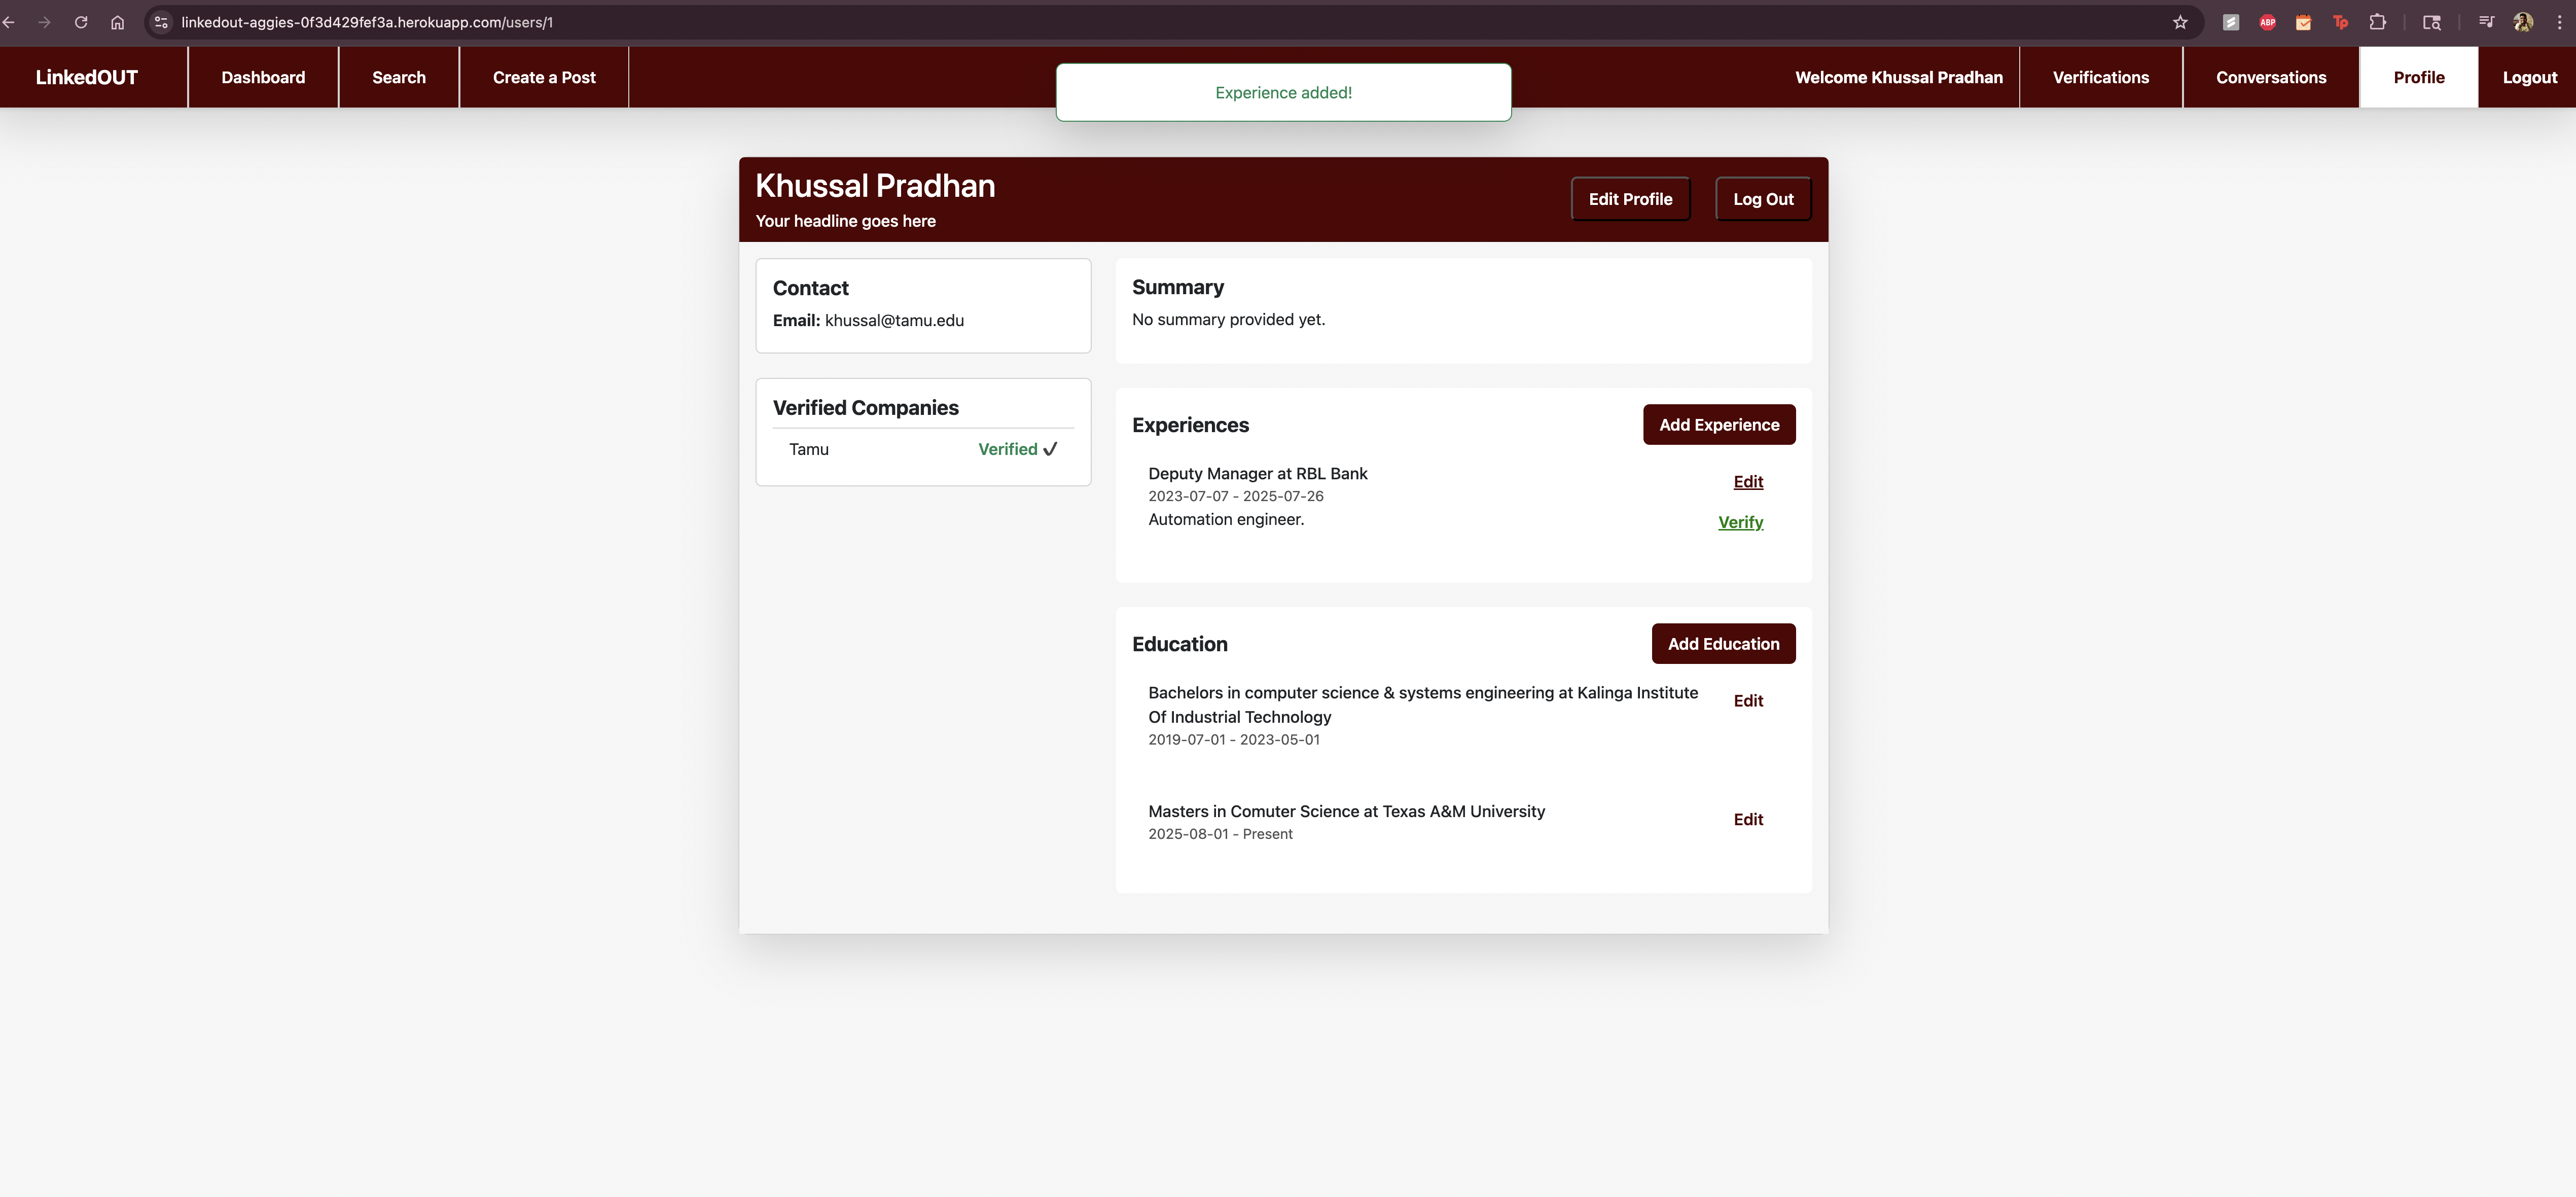 linkedout-aggies-0f3d429fef3a.herokuapp.com/users/1
ABP
Tp
LinkedOUT
Dashboard
Search
Create a Post
Experience added!
Welcome Khussal Pradhan
Verifications
Conversations
Profile
Logout
Khussal Pradhan
Your headline goes here
Edit Profile
Log Out
Contact
Email: khussal@tamu.edu
Verified Companies
Tamu
Verified ✓
Summary
No summary provided yet.
Experiences
Add Experience
Deputy Manager at RBL Bank
2023-07-07 - 2025-07-26
Automation engineer.
Edit
Verify
Education
Add Education
Bachelors in computer science & systems engineering at Kalinga Institute
Of Industrial Technology
2019-07-01 - 2023-05-01
Edit
Masters in Comuter Science at Texas A&M University
2025-08-01 - Present
Edit